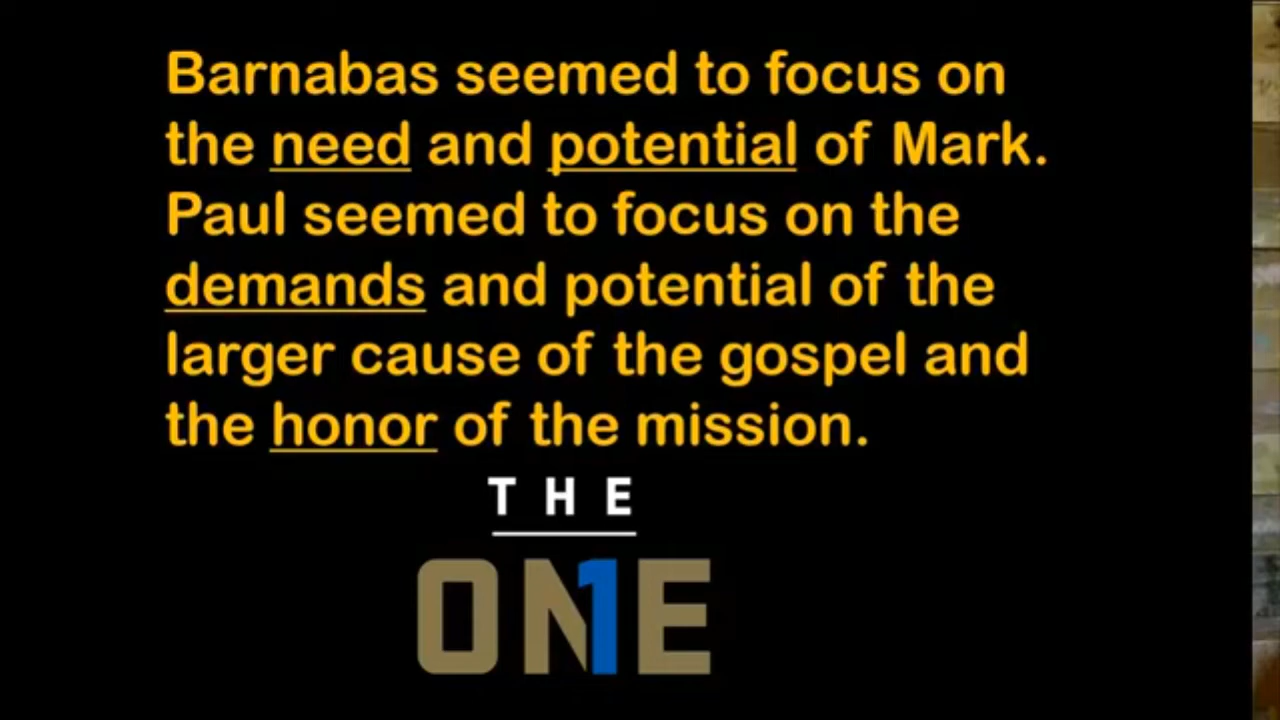 Barnabas seemed to focus on
the need and potential of Mark.
Paul seemed to focus on the
demands and potential of the
larger cause of the gospel and
the honor of the mission.
THE
ON1E